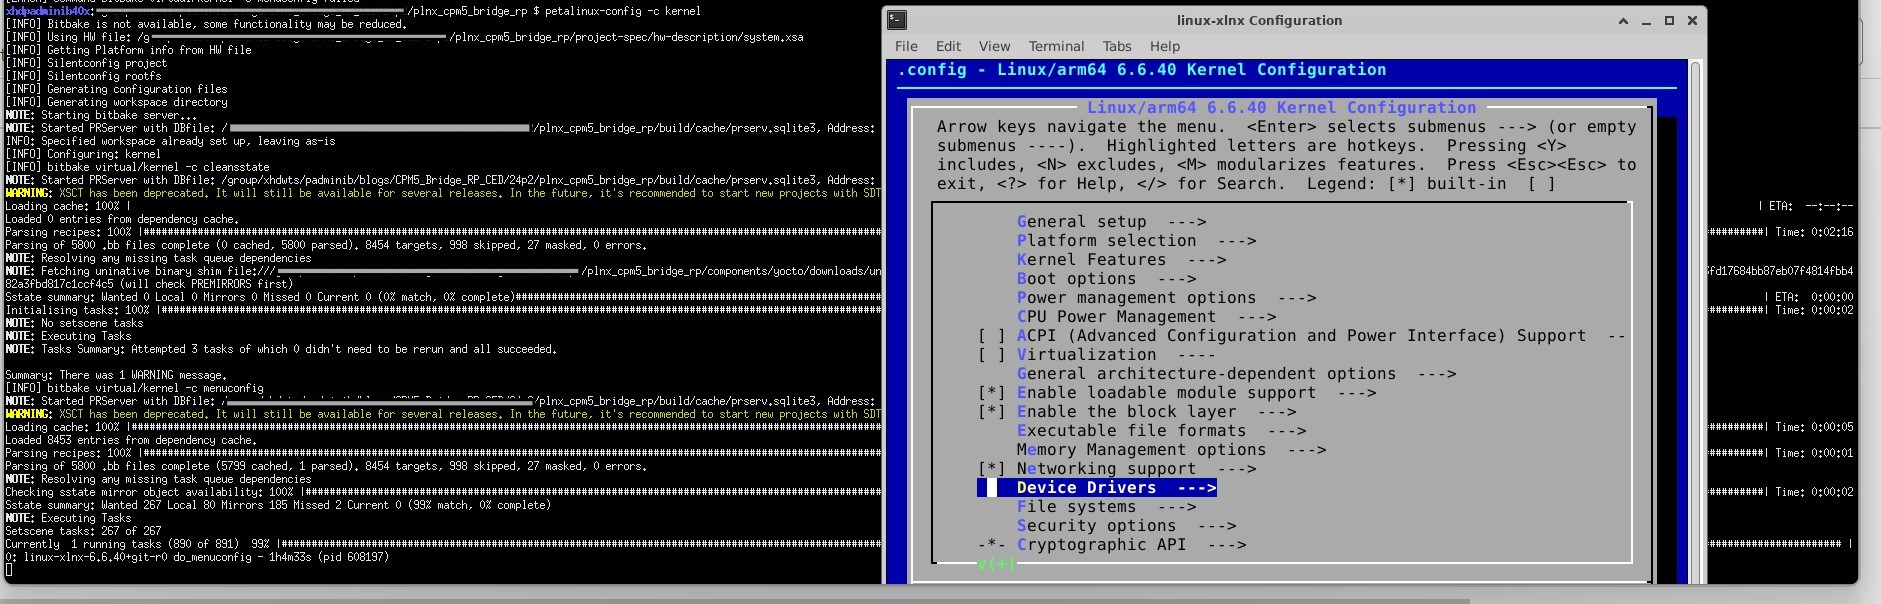 xhdpadminib40x: /plnx_cpm5_bridge_rp $ petalinux-config -c kernel
[INFO] Bitbake is not available, some functionality may be reduced.
[INFO] Using HW file: /g /plnx_cpm5_bridge_rp/project-spec/hw-description/system.xsa
[INFO] Getting Platform info from HW file
[INFO] Silentconfig project
[INFO] Silentconfig rootfs
[INFO] Generating configuration files
[INFO] Generating workspace directory
NOTE: Starting bitbake server...
NOTE: Started PRServer with DBfile: / /plnx_cpm5_bridge_rp/build/cache/prserv.sqlite3, Address:
INFO: Specified workspace already set up, leaving as-is
[INFO] Configuring: kernel
[INFO] bitbake virtual/kernel -c cleansstate
NOTE: Started PRServer with DBfile: /group/xhdwts/padminib/blogs/CPM5_Bridge_RP_CED/24p2/plnx_cpm5_bridge_rp/build/cache/prserv.sqlite3, Address:
WARNING: XSCT has been deprecated. It will still be available for several releases. In the future, it's recommended to start new projects with SDT
Loading cache: 100% | | ETA: --:--:--
Loaded 0 entries from dependency cache.
Parsing recipes: 100% |################| Time: 0:02:16
Parsing of 5800 .bb files complete (0 cached, 5800 parsed). 8454 targets, 998 skipped, 27 masked, 0 errors.
NOTE: Resolving any missing task queue dependencies
NOTE: Fetching uninative binary shim file:/// /plnx_cpm5_bridge_rp/components/yocto/downloads/un fd17684bb87eb07f4814fbb4
82a3fbd817c1ccf4c5 (will check PREMIRRORS first)
Sstate summary: Wanted 0 Local 0 Mirrors 0 Missed 0 Current 0 (0% match, 0% complete)################| ETA: 0:00:00
Initialising tasks: 100% |################| Time: 0:00:02
NOTE: No setscene tasks
NOTE: Executing Tasks
NOTE: Tasks Summary: Attempted 3 tasks of which 0 didn't need to be rerun and all succeeded.
Summary: There was 1 WARNING message.
[INFO] bitbake virtual/kernel -c menuconfig
NOTE: Started PRServer with DBfile: /plnx_cpm5_bridge_rp/build/cache/prserv.sqlite3, Address:
WARNING: XSCT has been deprecated. It will still be available for several releases. In the future, it's recommended to start new projects with SDT
Loading cache: 100% |################| Time: 0:00:05
Loaded 8453 entries from dependency cache.
Parsing recipes: 100% |################| Time: 0:00:01
Parsing of 5800 .bb files complete (5799 cached, 1 parsed). 8454 targets, 998 skipped, 27 masked, 0 errors.
NOTE: Resolving any missing task queue dependencies
Checking sstate mirror object availability: 100% |################| Time: 0:00:02
Sstate summary: Wanted 267 Local 80 Mirrors 185 Missed 2 Current 0 (99% match, 0% complete)
NOTE: Executing Tasks
Setscene tasks: 267 of 267
Currently 1 running tasks (890 of 891) 99% |################ |
0: linux-xlnx-6.6.40+git-r0 do_menuconfig - 1h4m33s (pid 608197)
linux-xlnx Configuration
File Edit View Terminal Tabs Help
.config - Linux/arm64 6.6.40 Kernel Configuration
Linux/arm64 6.6.40 Kernel Configuration
Arrow keys navigate the menu. <Enter> selects submenus ---> (or empty
submenus ----). Highlighted letters are hotkeys. Pressing <Y>
includes, <N> excludes, <M> modularizes features. Press <Esc><Esc> to
exit, <?> for Help, </> for Search. Legend: [*] built-in [ ]
General setup --->
Platform selection --->
Kernel Features --->
Boot options --->
Power management options --->
CPU Power Management --->
[ ] ACPI (Advanced Configuration and Power Interface) Support --
[ ] Virtualization ----
General architecture-dependent options --->
[*] Enable loadable module support --->
[*] Enable the block layer --->
Executable file formats --->
Memory Management options --->
[*] Networking support --->
Device Drivers --->
File systems --->
Security options --->
-*- Cryptographic API --->
v(+)